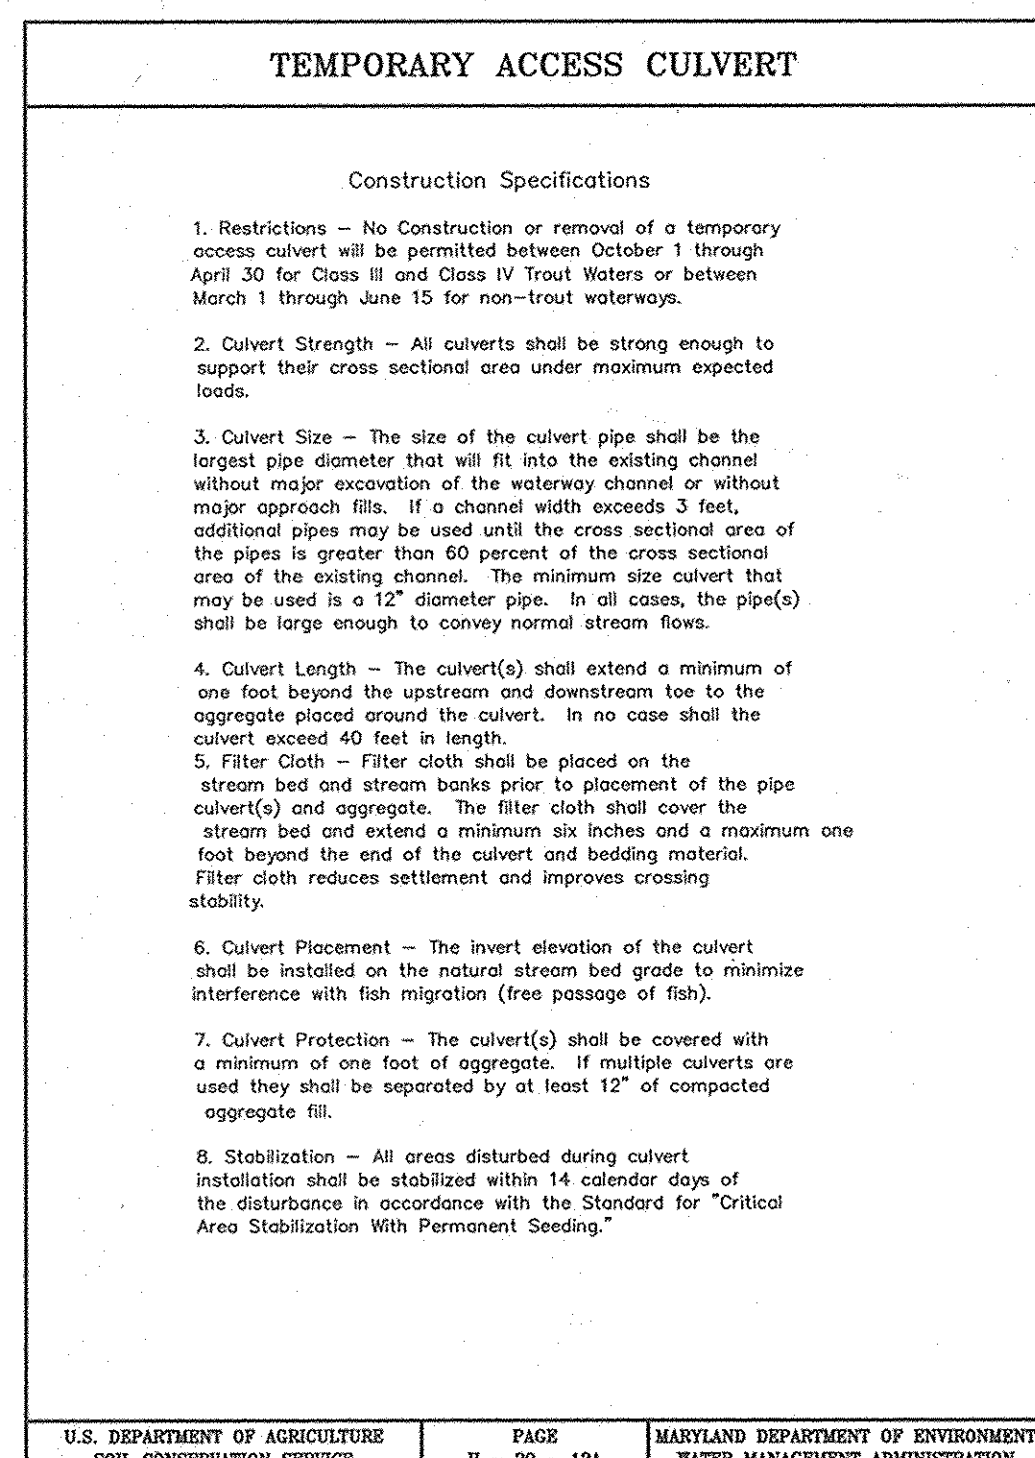 TEMPORARY ACCESS CULVERT
Construction Specifications
1. Restrictions — No Construction or removal of a temporary
access culvert will be permitted between October 1 through
April 30 for Class III and Class IV Trout Waters or between
March 1 through June 15 for non-trout waterways.
2. Culvert Strength — All culverts shall be strong enough to
support their cross sectional area under maximum expected
loads.
3. Culvert Size — The size of the culvert pipe shall be the
largest pipe diameter that will fit into the existing channel
without major excavation of the waterway channel or without
major approach fills. If a channel width exceeds 3 feet,
additional pipes may be used until the cross sectional area of
the pipes is greater than 60 percent of the cross sectional
area of the existing channel. The minimum size culvert that
may be used is a 12" diameter pipe. In all cases, the pipe(s)
shall be large enough to convey normal stream flows.
4. Culvert Length — The culvert(s) shall extend a minimum of
one foot beyond the upstream and downstream toe to the
aggregate placed around the culvert. In no case shall the
culvert exceed 40 feet in length.
5. Filter Cloth — Filter cloth shall be placed on the
stream bed and stream banks prior to placement of the pipe
culvert(s) and aggregate. The filter cloth shall cover the
stream bed and extend a minimum six inches and a maximum one
foot beyond the end of the culvert and bedding material.
Filter cloth reduces settlement and improves crossing
stability.
6. Culvert Placement — The invert elevation of the culvert
shall be installed on the natural stream bed grade to minimize
interference with fish migration (free passage of fish).
7. Culvert Protection — The culvert(s) shall be covered with
a minimum of one foot of aggregate. If multiple culverts are
used they shall be separated by at least 12" of compacted
aggregate fill.
8. Stabilization — All areas disturbed during culvert
installation shall be stabilized within 14 calendar days of
the disturbance in accordance with the Standard for "Critical
Area Stabilization With Permanent Seeding."
U.S. DEPARTMENT OF AGRICULTURE
SOIL CONSERVATION SERVICE
PAGE
MARYLAND DEPARTMENT OF ENVIRONMENT
WATER MANAGEMENT ADMINISTRATION